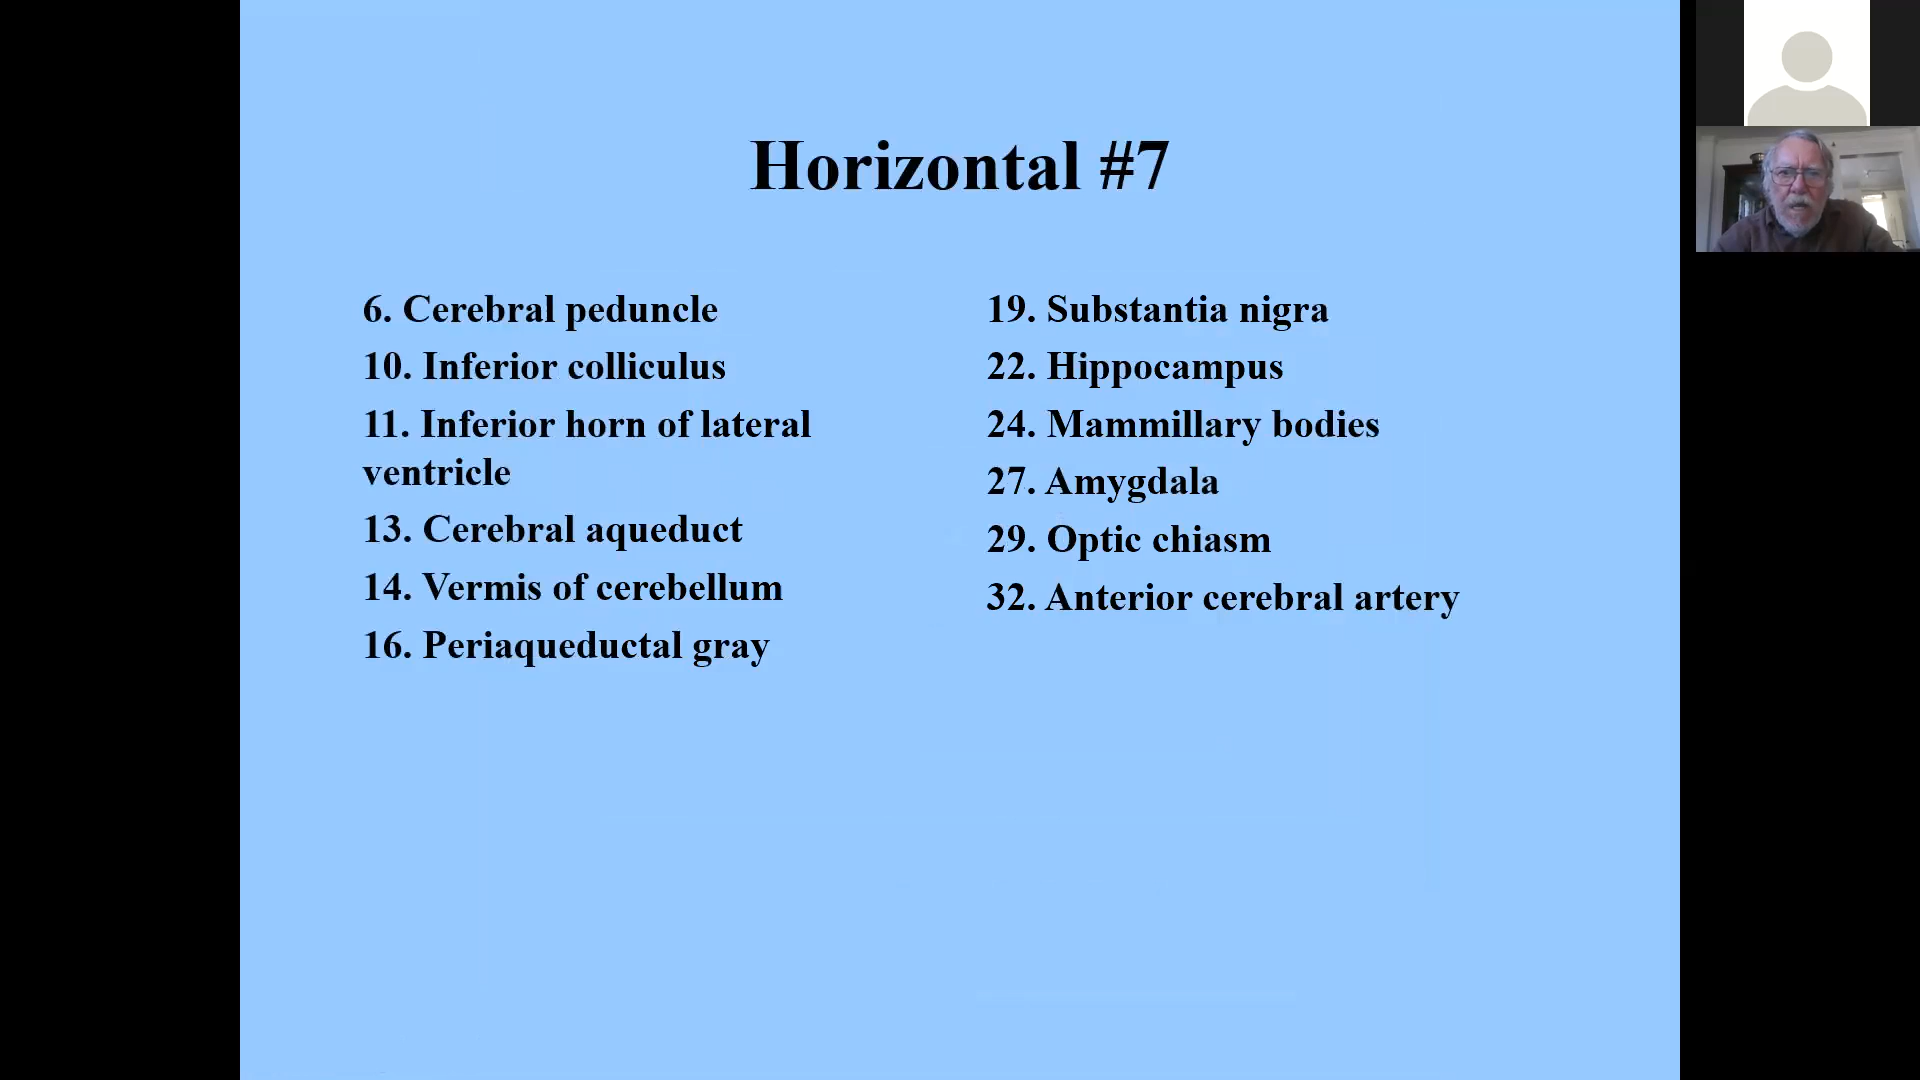 Horizontal #7
6. Cerebral peduncle
10. Inferior colliculus
11. Inferior horn of lateral
ventricle
13. Cerebral aqueduct
14. Vermis of cerebellum
16. Periaqueductal gray
19. Substantia nigra
22. Hippocampus
24. Mammillary bodies
27. Amygdala
29. Optic chiasm
32. Anterior cerebral artery